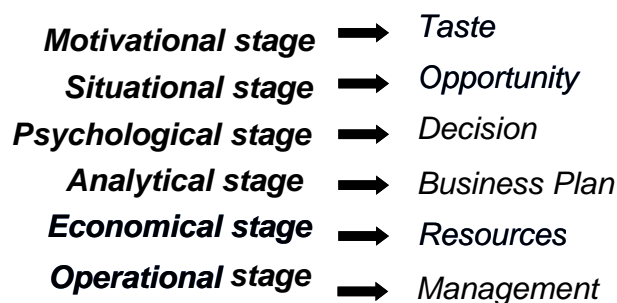 Motivational stage → Taste
Situational stage → Opportunity
Psychological stage → Decision
Analytical stage → Business Plan
Economical stage → Resources
Operational stage → Management